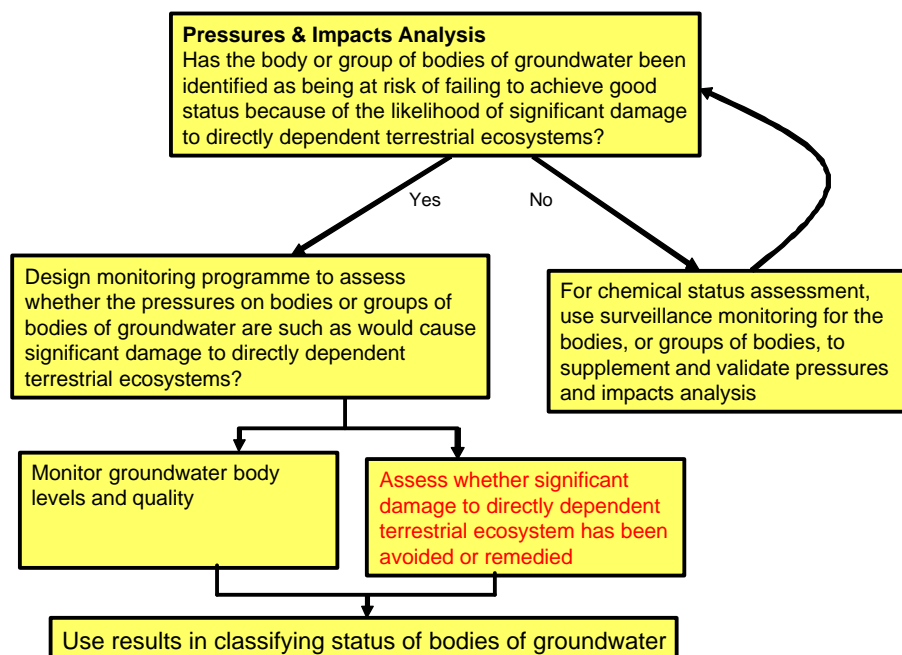 Pressures & Impacts Analysis
Has the body or group of bodies of groundwater been
identified as being at risk of failing to achieve good
status because of the likelihood of significant damage
to directly dependent terrestrial ecosystems?
Yes
No
Design monitoring programme to assess
whether the pressures on bodies or groups of
bodies of groundwater are such as would cause
significant damage to directly dependent
terrestrial ecosystems?
For chemical status assessment,
use surveillance monitoring for the
bodies, or groups of bodies, to
supplement and validate pressures
and impacts analysis
Monitor groundwater body
levels and quality
Assess whether significant
damage to directly dependent
terrestrial ecosystem has been
avoided or remedied
Use results in classifying status of bodies of groundwater